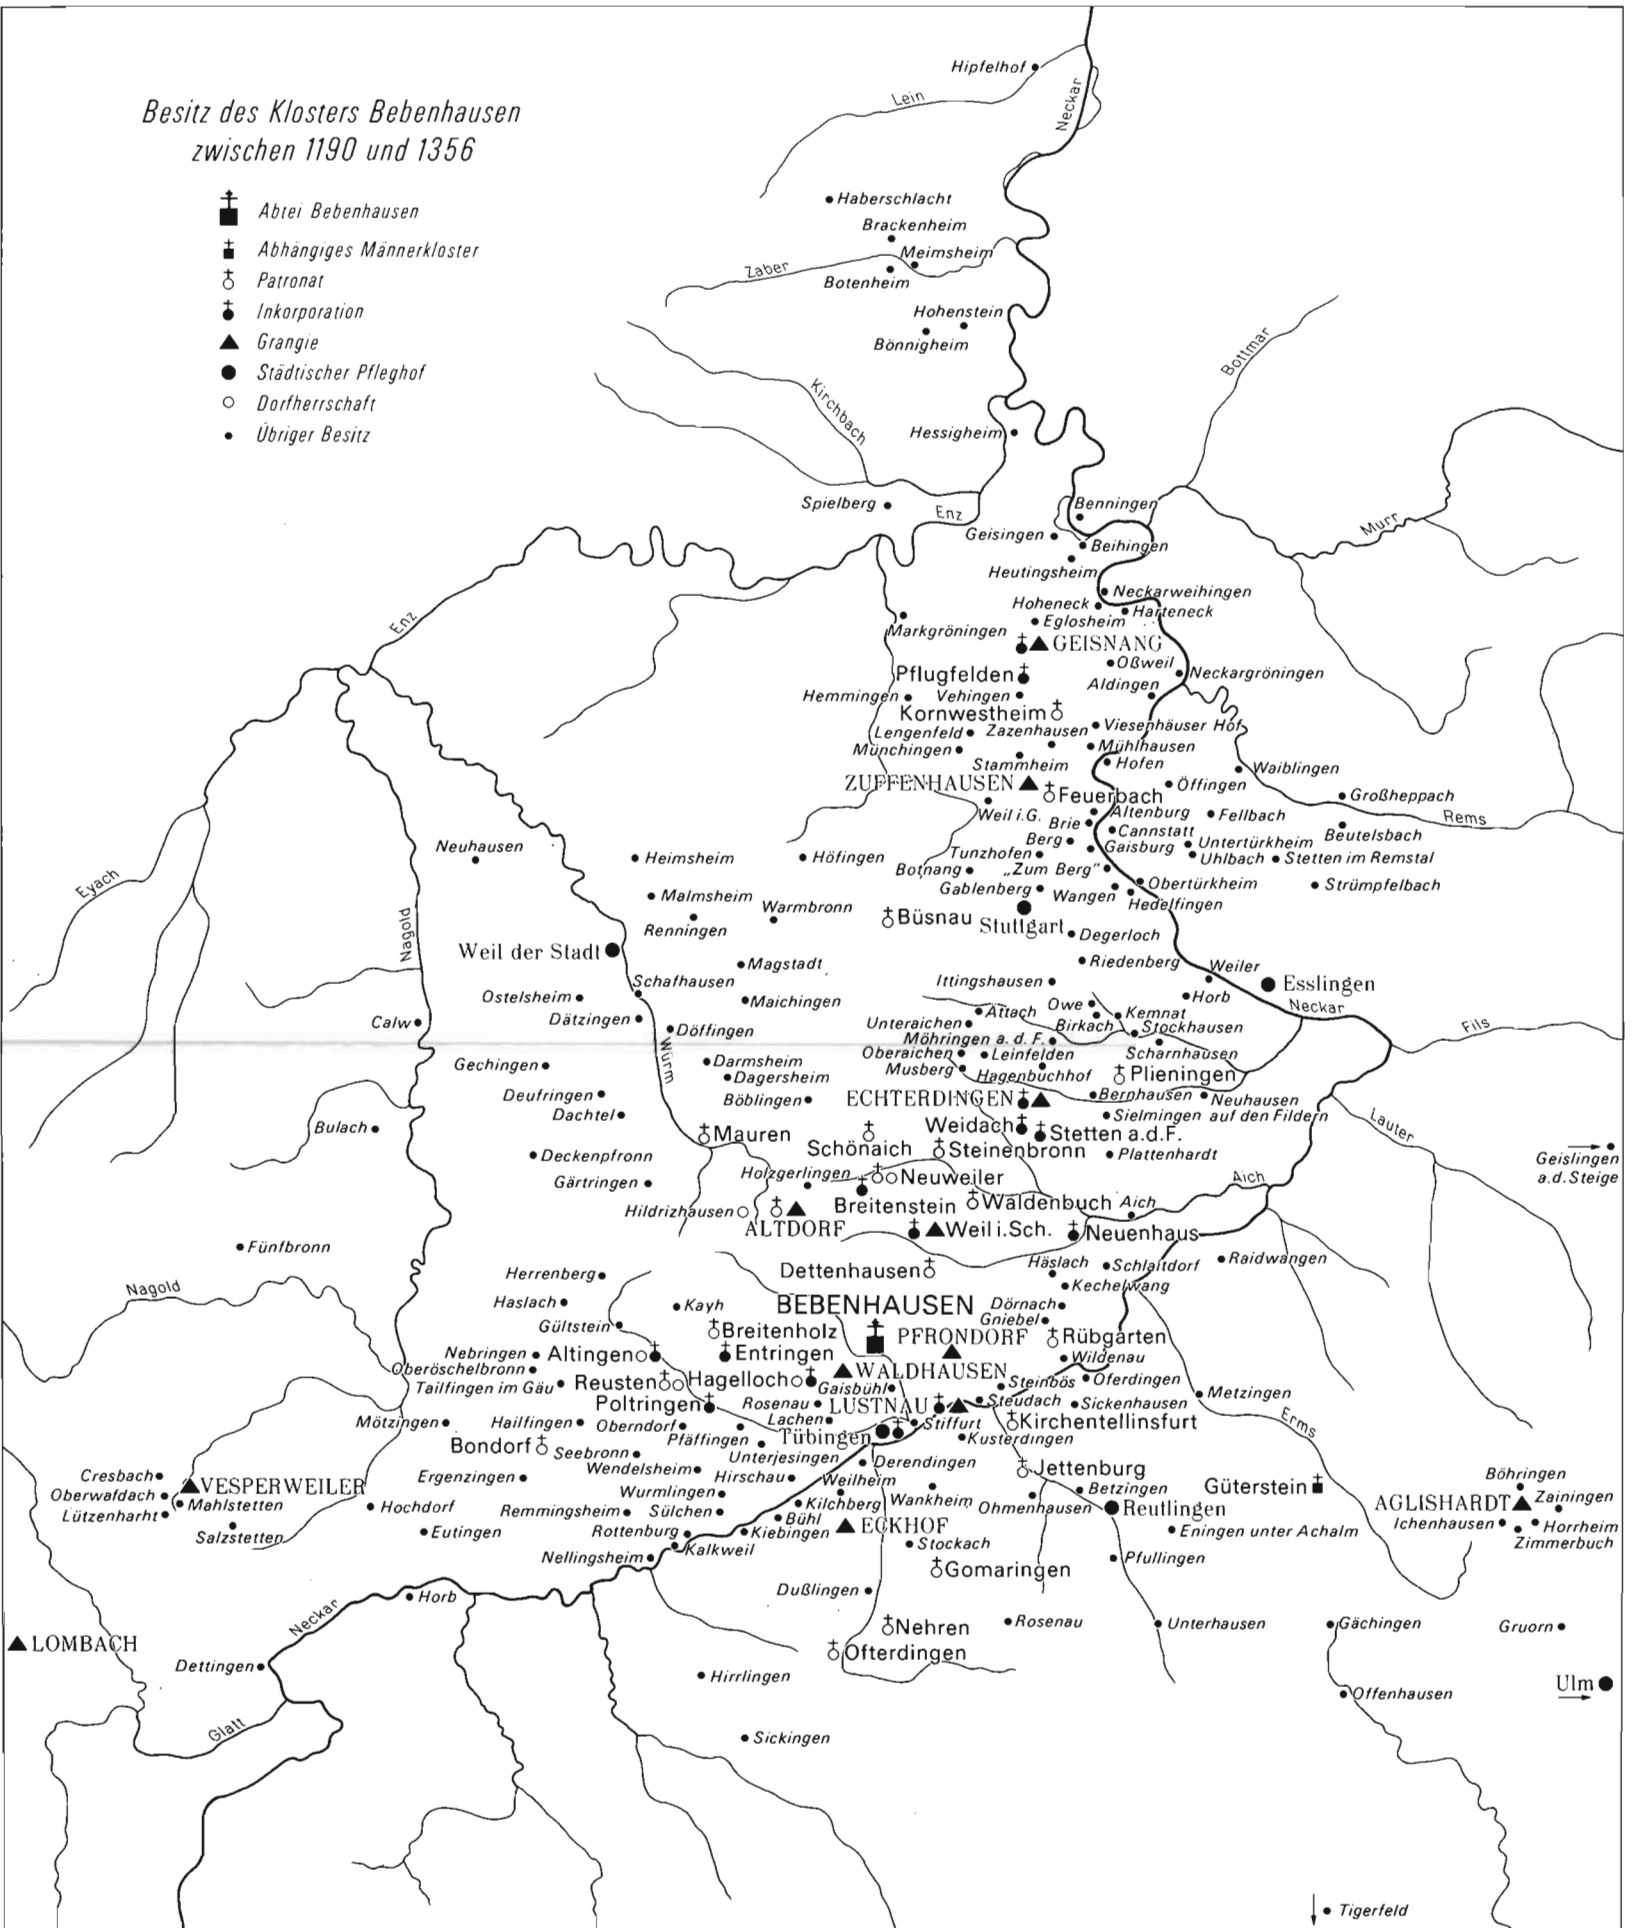 Besitz des Klosters Bebenhausen
zwischen 1190 und 1356
Abtei Bebenhausen
Abhängiges Männerkloster
Patronat
Inkorporation
Grangie
Städtischer Pfleghof
Dorfherrschaft
Übriger Besitz
Hipfelhof
Lein
Neckar
Haberschlacht
Brackenheim
Meimsheim
Zaber
Botenheim
Hohenstein
Bönnigheim
Bottmar
Kirchbach
Hessigheim
Spielberg
Enz
Benningen
Murr
Geisingen
Beihingen
Heutingsheim
Neckarweihingen
Hoheneck
Harteneck
Enz
Eglosheim
Markgröningen
GEISNANG
Oßweil
Pflugfelden
Neckargröningen
Aldingen
Hemmingen
Vehingen
Kornwestheim
Viesenhäuser Hof
Lengenfeld
Zazenhausen
Münchingen
Mühlhausen
Stammheim
Hofen
Waiblingen
ZUFFENHAUSEN
Öffingen
Feuerbach
Großheppach
Weil i.G.
Altenburg
Fellbach
Rems
Brie
Cannstatt
Beutelsbach
Berg
Gaisburg
Untertürkheim
Neuhausen
Heimsheim
Höfingen
Tunzhofen
Uhlbach
Stetten im Remstal
Botnang
„Zum Berg”
Eyach
Gablenberg
Obertürkheim
Strümpfelbach
Malmsheim
Wangen
Hedelfingen
Warmbronn
Büsnau
Renningen
Stuttgart
Nagold
Degerloch
Weil der Stadt
Magstadt
Riedenberg
Weiler
Schafhausen
Ittingshausen
Esslingen
Ostelsheim
Maichingen
Horb
Owe
Neckar
Calw
Dätzingen
Attach
Kemnat
Fils
Döffingen
Unteraichen
Birkach
Stockhausen
Möhringen a. d. F.
Würm
Oberaichen
Leinfelden
Scharnhausen
Gechingen
Darmsheim
Musberg
Hagenbuchhof
Plieningen
Dagersheim
Deufringen
Böblingen
ECHTERDINGEN
Bernhausen
Neuhausen
auf den Fildern
Dachtel
Sielmingen
Bulach
Mauren
Weidach
Stetten a.d.F.
Lauter
Schönaich
Steinenbronn
Plattenhardt
Geislingen
a.d. Steige
Deckenpfronn
Holzgerlingen
Neuweiler
Gärtringen
Aich
Breitenstein
Waldenbuch
Aich
Hildrizhausen
ALTDORF
Weil i. Sch.
Neuenhaus
Fünfbronn
Häslach
Schlaitdorf
Raidwangen
Dettenhausen
Herrenberg
Kechelwang
Nagold
Haslach
Kayh
BEBENHAUSEN
Dörnach
Gniebel
Gültstein
Breitenholz
PFRONDORF
Rübgarten
Nebringen
Altingen
Entringen
Wildenau
Oberöschelbronn
WALDHAUSEN
Tailfingen im Gäu
Reusten
Hagelloch
Gaisbühl
Steinbös
Oferdingen
Metzingen
Poltringen
Rosenau
LUSTNAU
Steudach
Sickenhausen
Mötzingen
Hailfingen
Oberndorf
Lachen
Stiffurt
Kirchentellinsfurt
Erms
Bondorf
Pfäffingen
Tübingen
Kusterdingen
Seebronn
Unterjesingen
Derendingen
Cresbach
Wendelsheim
Jettenburg
Böhringen
VESPERWEILER
Ergenzingen
Hirschau
Weilheim
Betzingen
Güterstein
Oberwafdach
Wurmlingen
Wankheim
Zainingen
Mahlstetten
Hochdorf
Kilchberg
Ohmenhausen
Reutlingen
AGLISHARDT
Lützenharht
Remmingsheim
Sülchen
Bühl
Ichenhausen
Horrheim
Salzstetten
Eutingen
Rottenburg
Kiebingen
ECKHOF
Eningen unter Achalm
Zimmerbuch
Nellingsheim
Kalkweil
Stockach
Pfullingen
Gomaringen
Dußlingen
Horb
Neckar
Nehren
Rosenau
Unterhausen
Gächingen
Gruorn
LOMBACH
Ofterdingen
Dettingen
Hirrlingen
Ulm
Offenhausen
Glatt
Sickingen
Tigerfeld